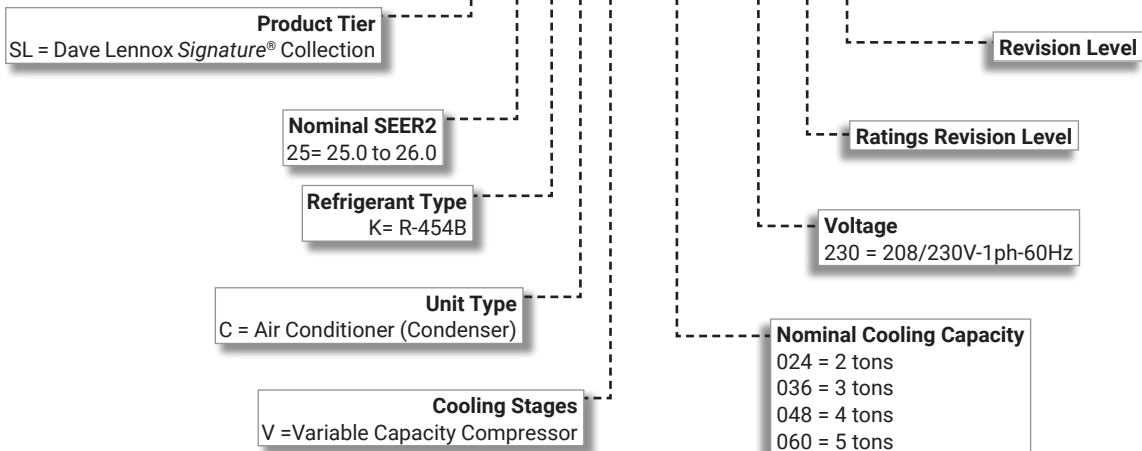 Product Tier
SL = Dave Lennox Signature® Collection
Revision Level
Nominal SEER2
25= 25.0 to 26.0
Ratings Revision Level
Refrigerant Type
K= R-454B
Voltage
230 = 208/230V-1ph-60Hz
Unit Type
C = Air Conditioner (Condenser)
Nominal Cooling Capacity
024 = 2 tons
036 = 3 tons
048 = 4 tons
060 = 5 tons
Cooling Stages
V =Variable Capacity Compressor